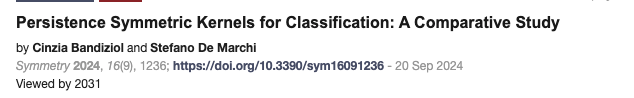 Persistence Symmetric Kernels for Classification: A Comparative Study
by Cinzia Bandiziol and Stefano De Marchi
Symmetry 2024, 16(9), 1236; https://doi.org/10.3390/sym16091236 - 20 Sep 2024
Viewed by 2031